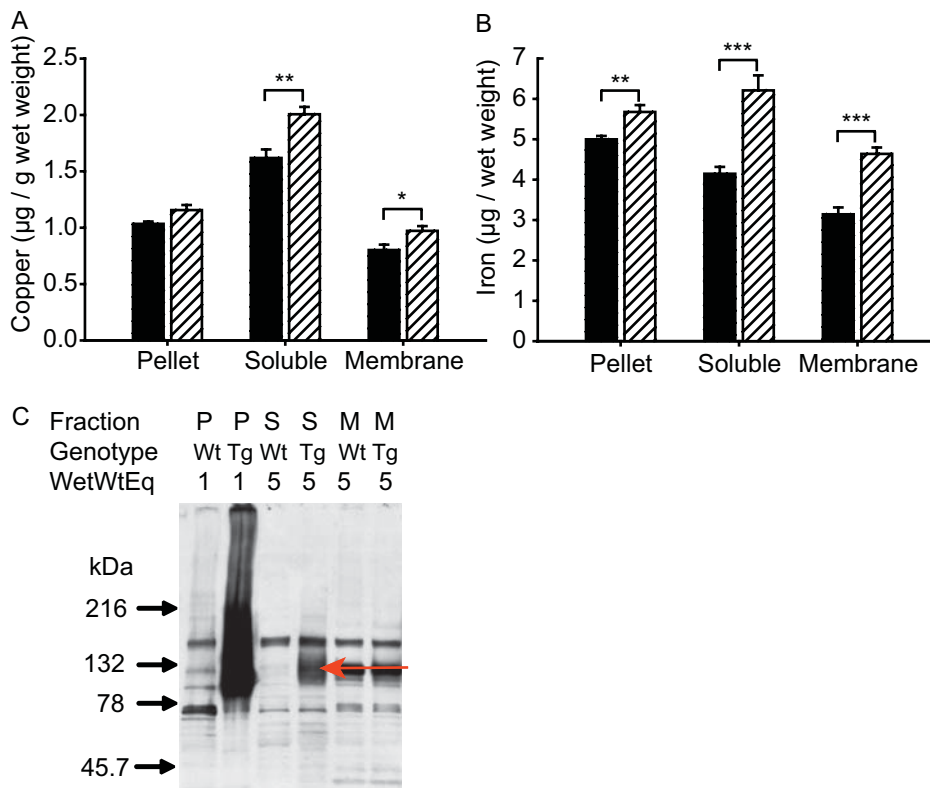 A
Copper (µg / g wet weight)
2.5
2.0
1.5
1.0
0.5
0.0
**
*
Pellet Soluble Membrane
B
Iron (µg / wet weight)
7
6
5
4
3
2
1
0
**
***
***
Pellet Soluble Membrane
C
Fraction P P S S M M
Genotype Wt Tg Wt Tg Wt Tg
WetWtEq 1 1 5 5 5 5
kDa
216
132
78
45.7